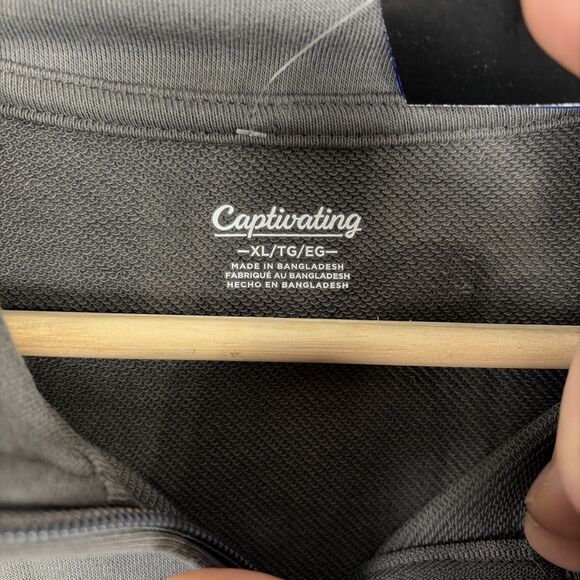 Captivating
—XL/TG/EG—
MADE IN BANGLADESH
FABRIQUÉ AU BANGLADESH
HECHO EN BANGLADESH